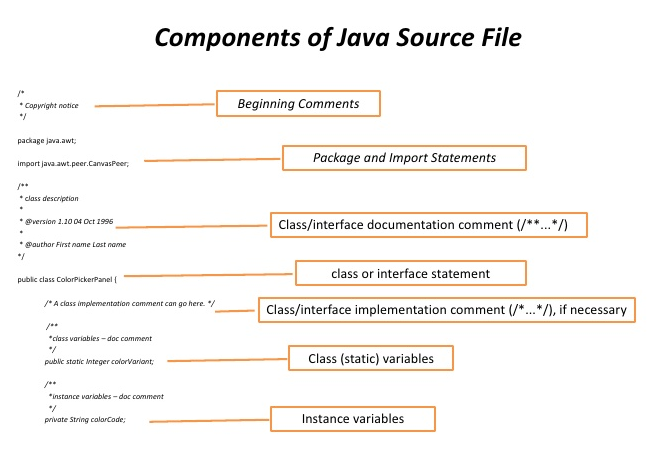 Components of Java Source File
/*
* Copyright notice
*/
Beginning Comments
package java.awt;
import java.awt.peer.CanvasPeer;
Package and Import Statements
/**
* class description
*
* @version 1.10 04 Oct 1996
*
* @author First name Last name
*/
Class/interface documentation comment (/**...*/)
public class ColorPickerPanel {
class or interface statement
/* A class implementation comment can go here. */
Class/interface implementation comment (/*...*/), if necessary
/**
*class variables – doc comment
*/
public static Integer colorVariant;
Class (static) variables
/**
*instance variables – doc comment
*/
private String colorCode;
Instance variables